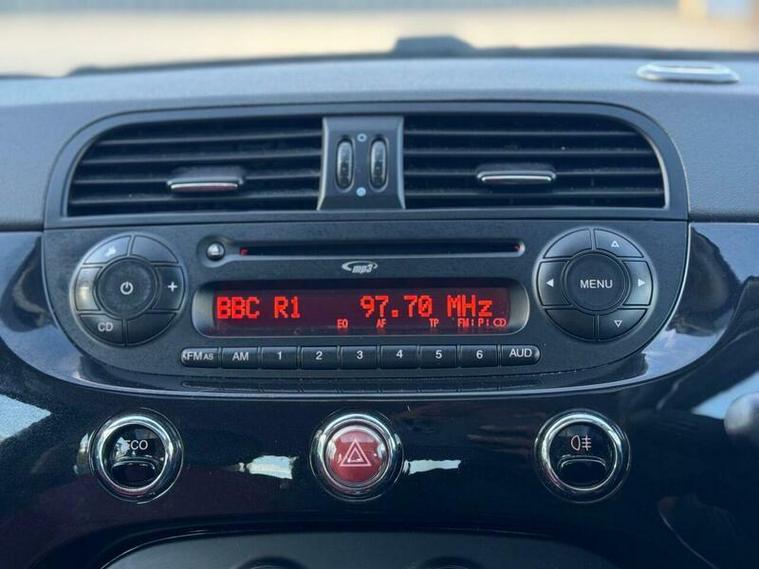 mp3
BBC R1 97.70 MHz
EQ AF TP
+
CD
MENU
FM AS AM 1 2 3 4 5 6 AUD
ECO